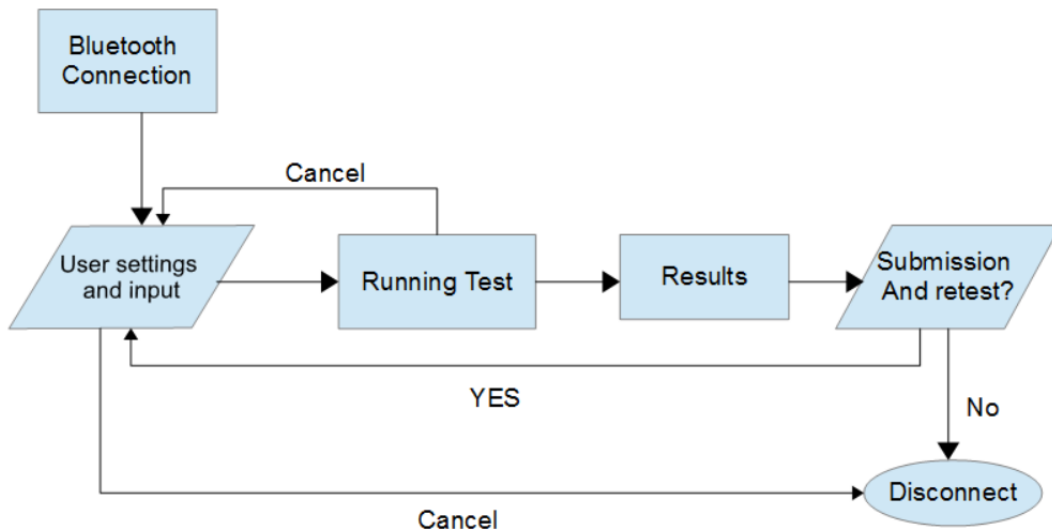 Bluetooth
Connection
Cancel
User settings
and input
Running Test
Results
Submission
And retest?
YES
No
Disconnect
Cancel